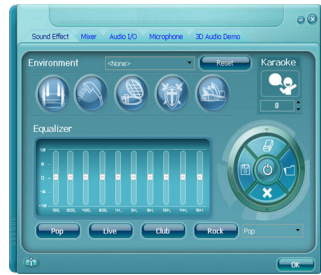 Sound Effect Mixer Audio I/O Microphone 3D Audio Demo
Environment <None> Reset Karaoke
0
Equalizer
Pop Live Club Rock Pop
OK